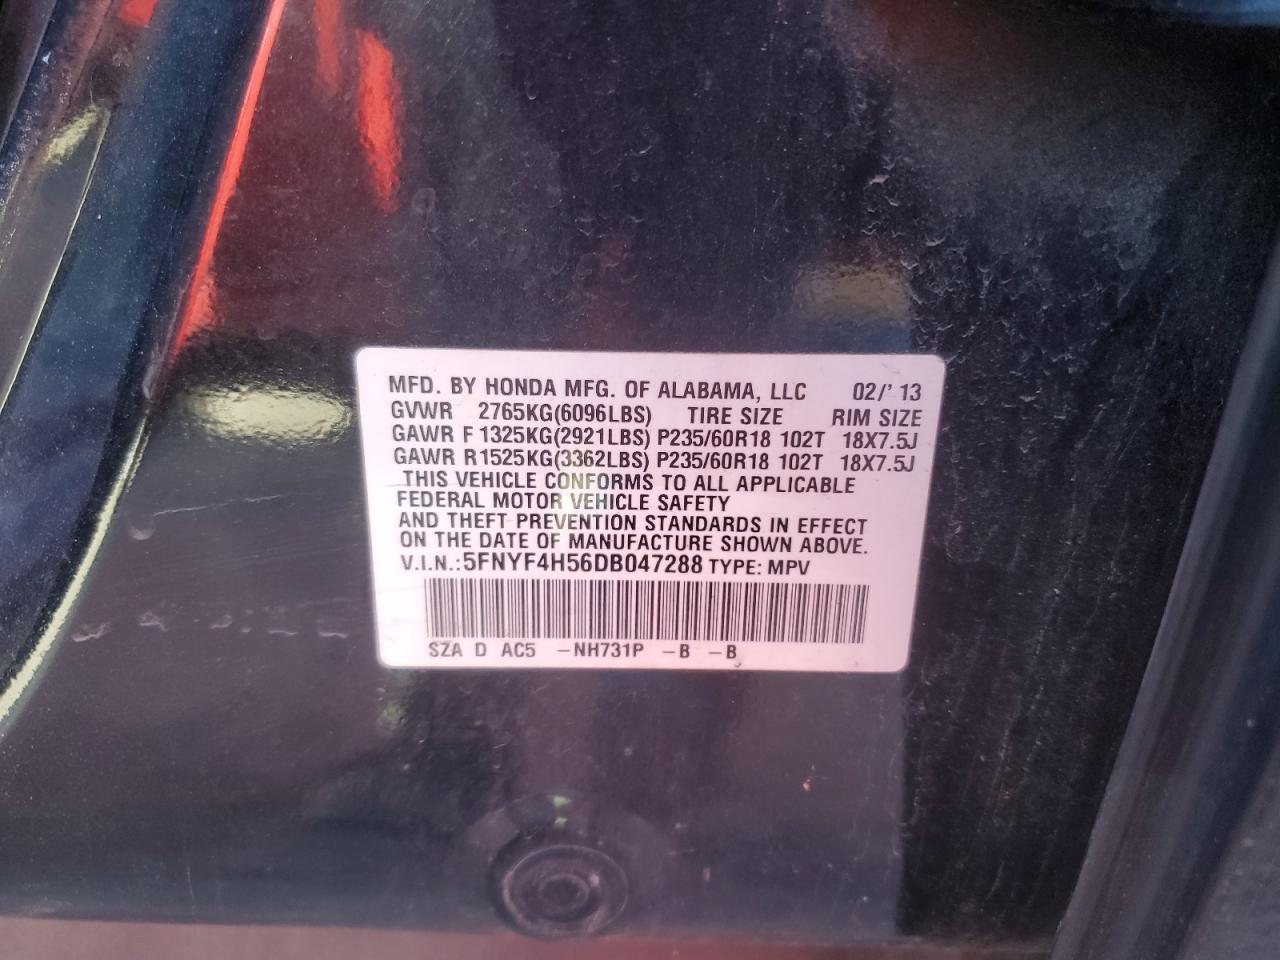 MFD. BY HONDA MFG. OF ALABAMA, LLC 02/' 13
GVWR 2765KG(6096LBS) TIRE SIZE RIM SIZE
GAWR F 1325KG(2921LBS) P235/60R18 102T 18X7.5J
GAWR R1525KG(3362LBS) P235/60R18 102T 18X7.5J
THIS VEHICLE CONFORMS TO ALL APPLICABLE
FEDERAL MOTOR VEHICLE SAFETY
AND THEFT PREVENTION STANDARDS IN EFFECT
ON THE DATE OF MANUFACTURE SHOWN ABOVE.
V.I.N.:5FNYF4H56DB047288 TYPE: MPV
SZA D AC5 -NH731P -B -B